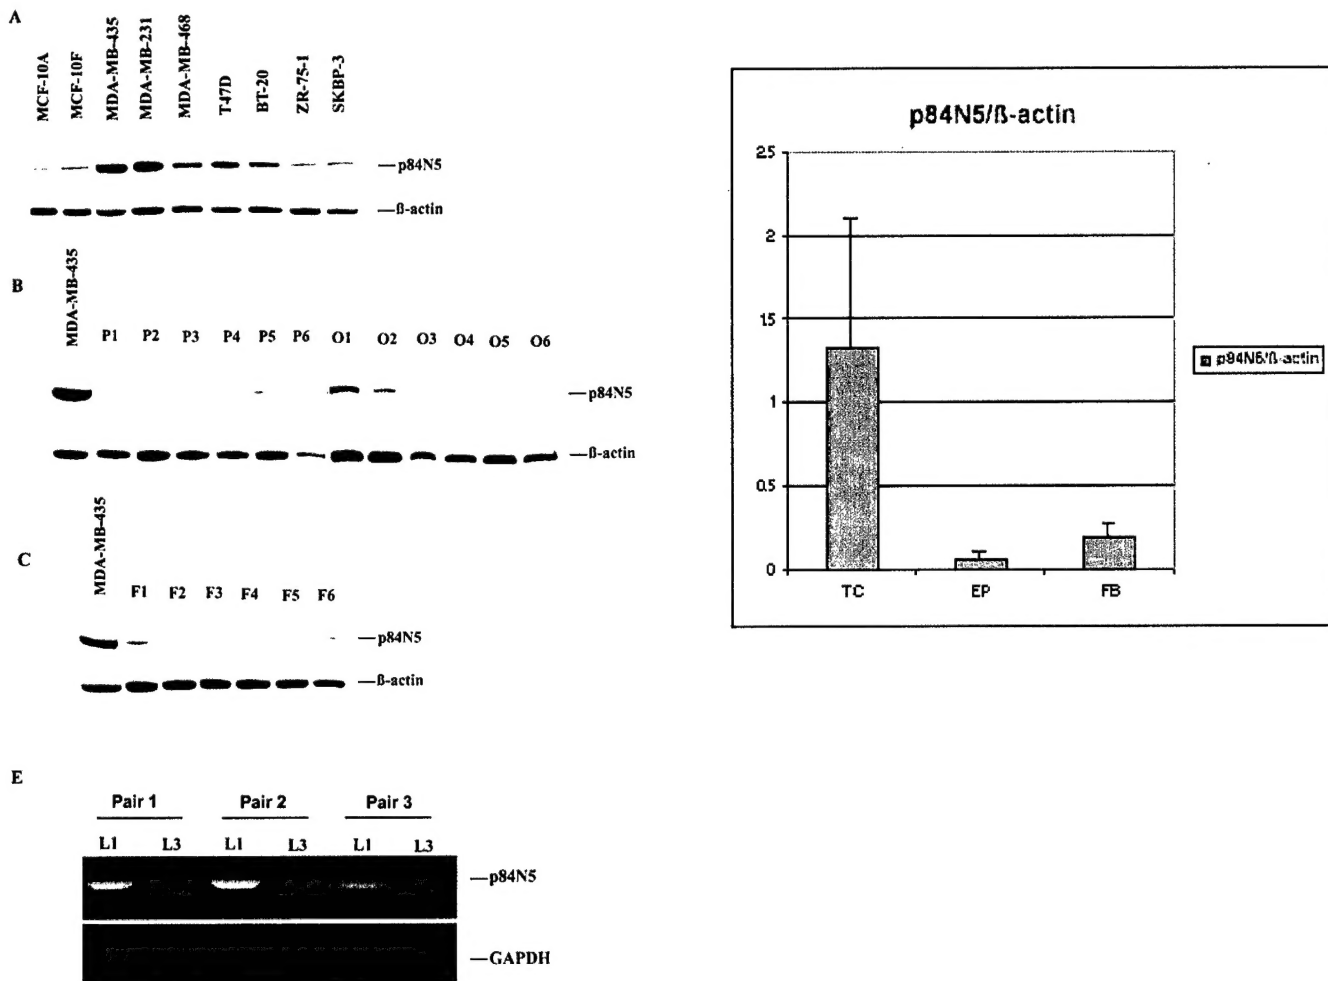 A
MCF-10A
MCF-10F
MDA-MB-435
MDA-MB-231
MDA-MB-468
T47D
BT-20
ZR-75-1
SKBP-3
—p84N5
—ß-actin
B
MDA-MB-435
P1 P2 P3 P4 P5 P6 O1 O2 O3 O4 O5 O6
—p84N5
—ß-actin
C
MDA-MB-435
F1 F2 F3 F4 F5 F6
—p84N5
—ß-actin
p84N5/ß-actin
25
2
15
1
0.5
0
TC EP FB
p84N5/ß-actin
E
Pair 1 Pair 2 Pair 3
L1 L3 L1 L3 L1 L3
—p84N5
—GAPDH